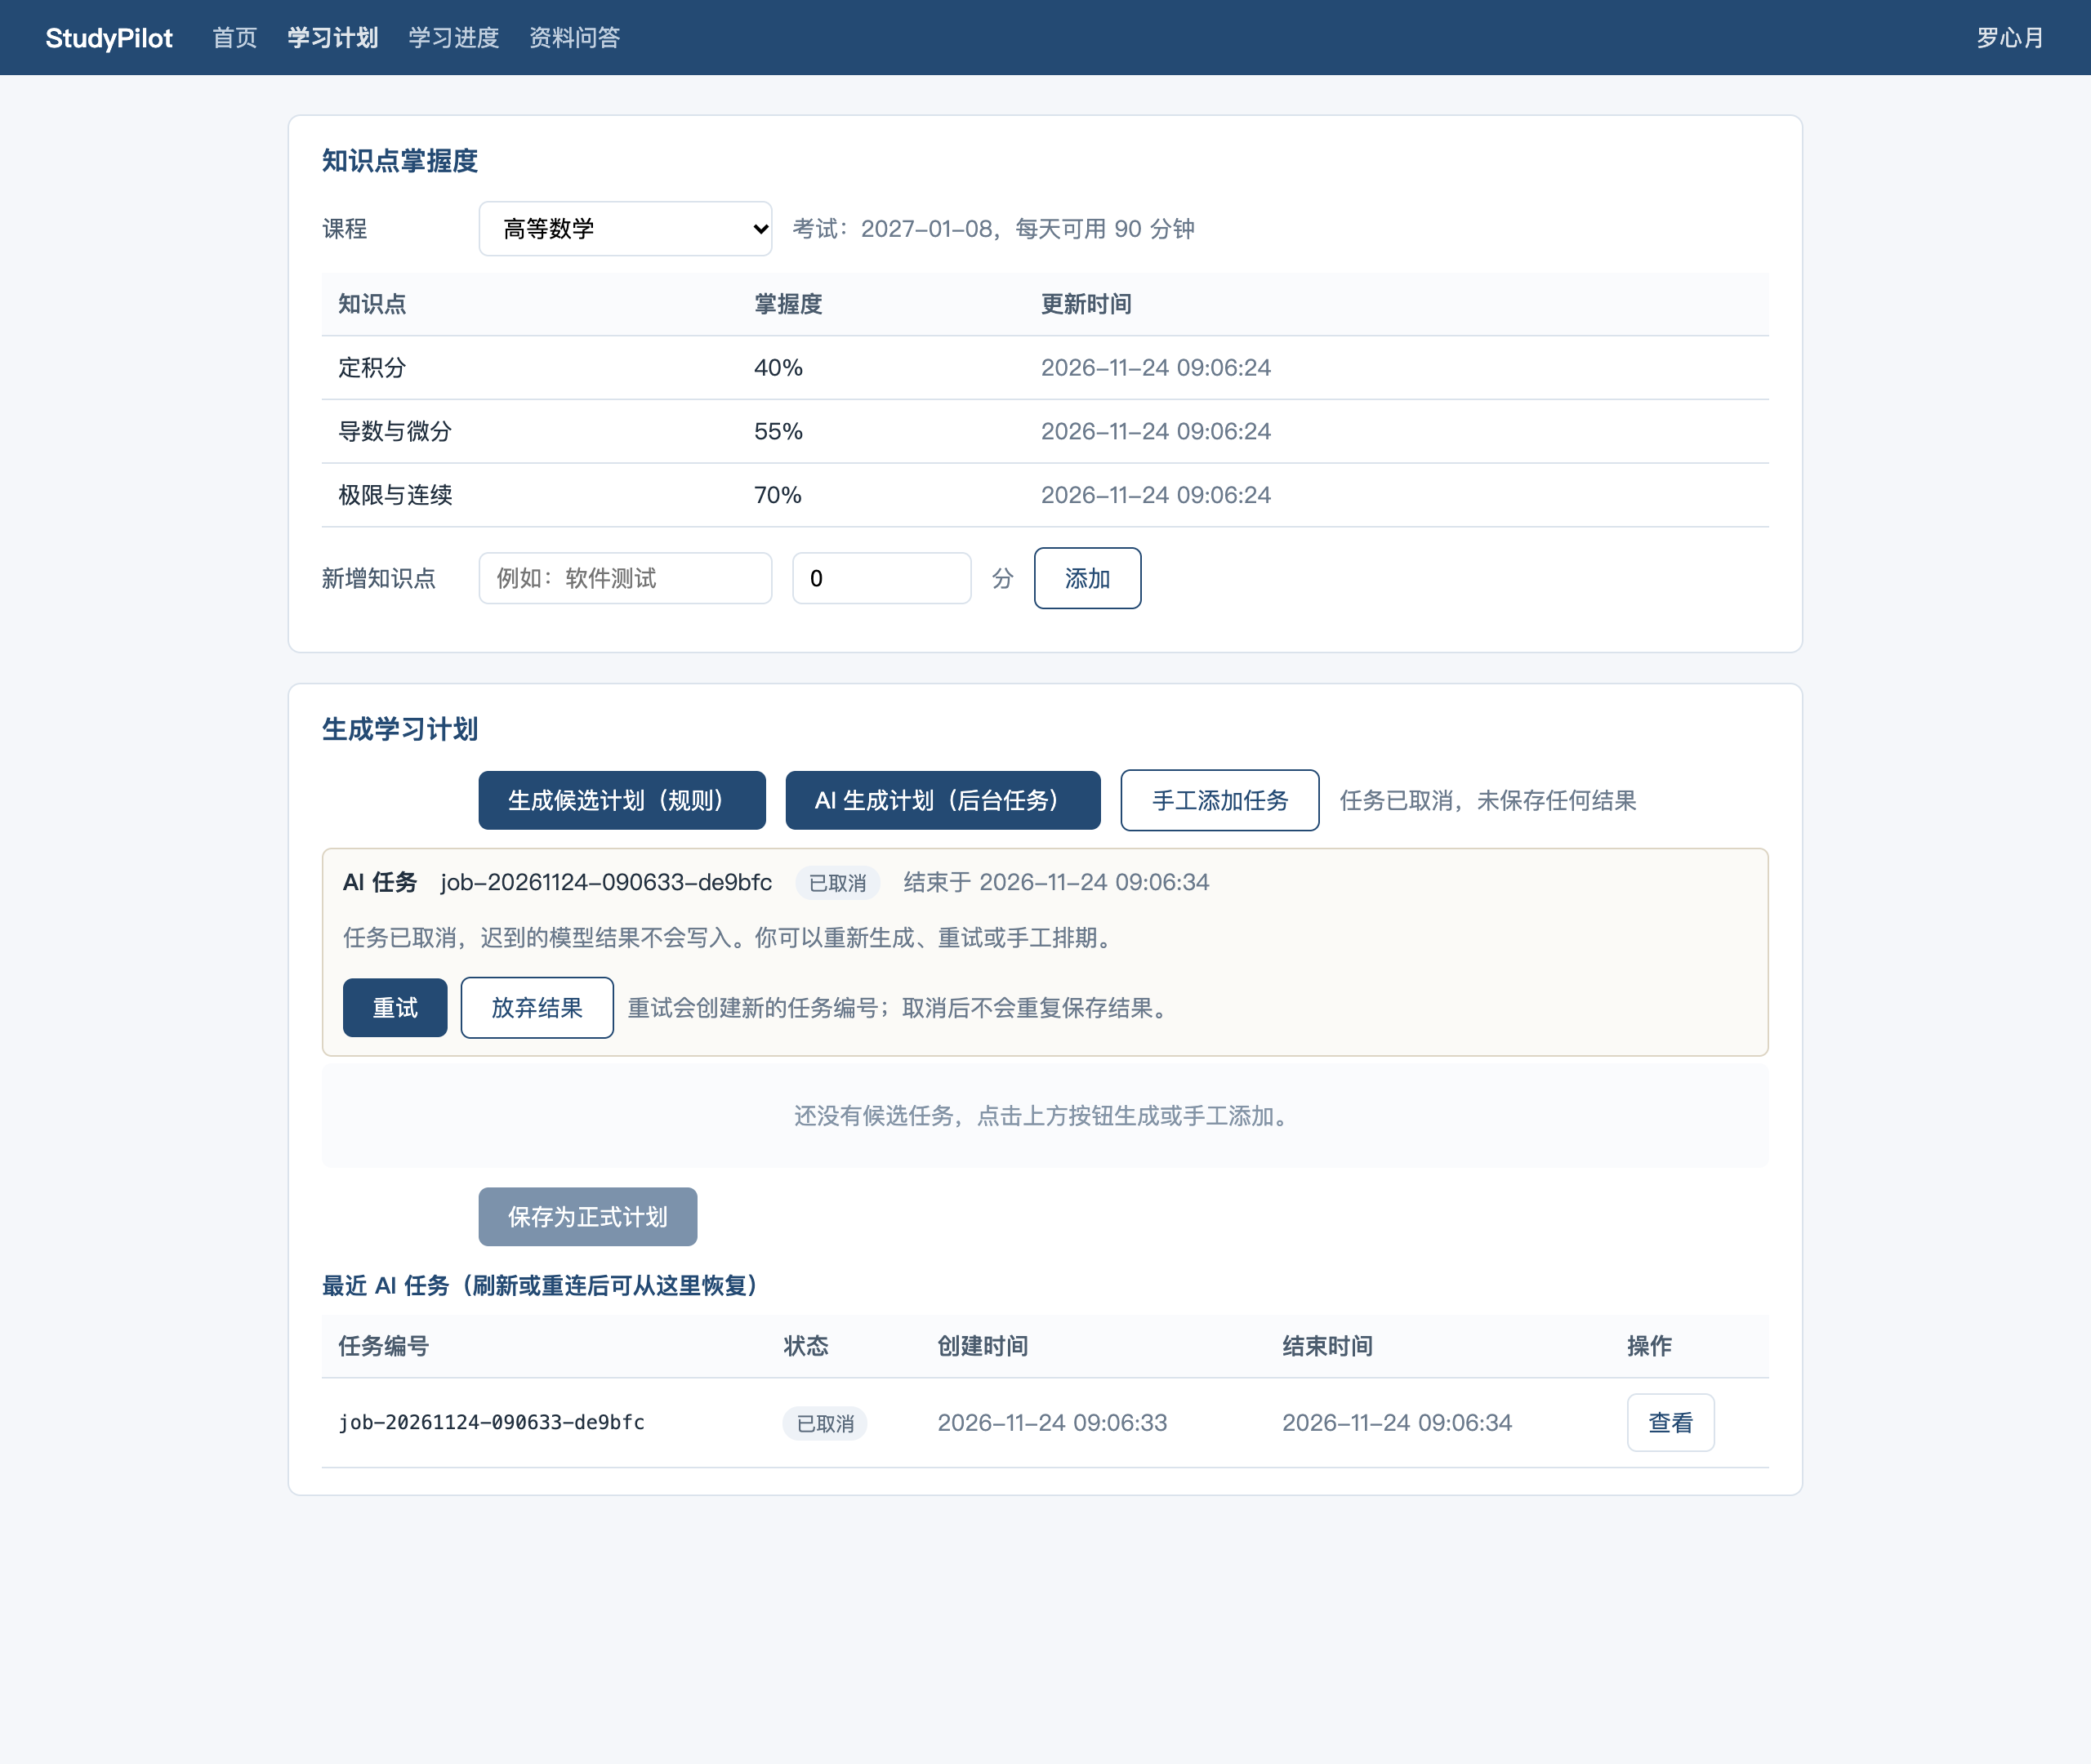 StudyPilot 首页 学习计划 学习进度 资料问答 罗心月
知识点掌握度
课程 高等数学 考试：2027-01-08，每天可用 90 分钟
知识点 掌握度 更新时间
定积分 40% 2026-11-24 09:06:24
导数与微分 55% 2026-11-24 09:06:24
极限与连续 70% 2026-11-24 09:06:24
新增知识点 例如：软件测试 0 分 添加
生成学习计划
生成候选计划（规则） AI 生成计划（后台任务） 手工添加任务 任务已取消，未保存任何结果
AI 任务 job-20261124-090633-de9bfc 已取消 结束于 2026-11-24 09:06:34
任务已取消，迟到的模型结果不会写入。你可以重新生成、重试或手工排期。
重试 放弃结果 重试会创建新的任务编号；取消后不会重复保存结果。
还没有候选任务，点击上方按钮生成或手工添加。
保存为正式计划
最近 AI 任务（刷新或重连后可从这里恢复）
任务编号 状态 创建时间 结束时间 操作
job-20261124-090633-de9bfc 已取消 2026-11-24 09:06:33 2026-11-24 09:06:34 查看